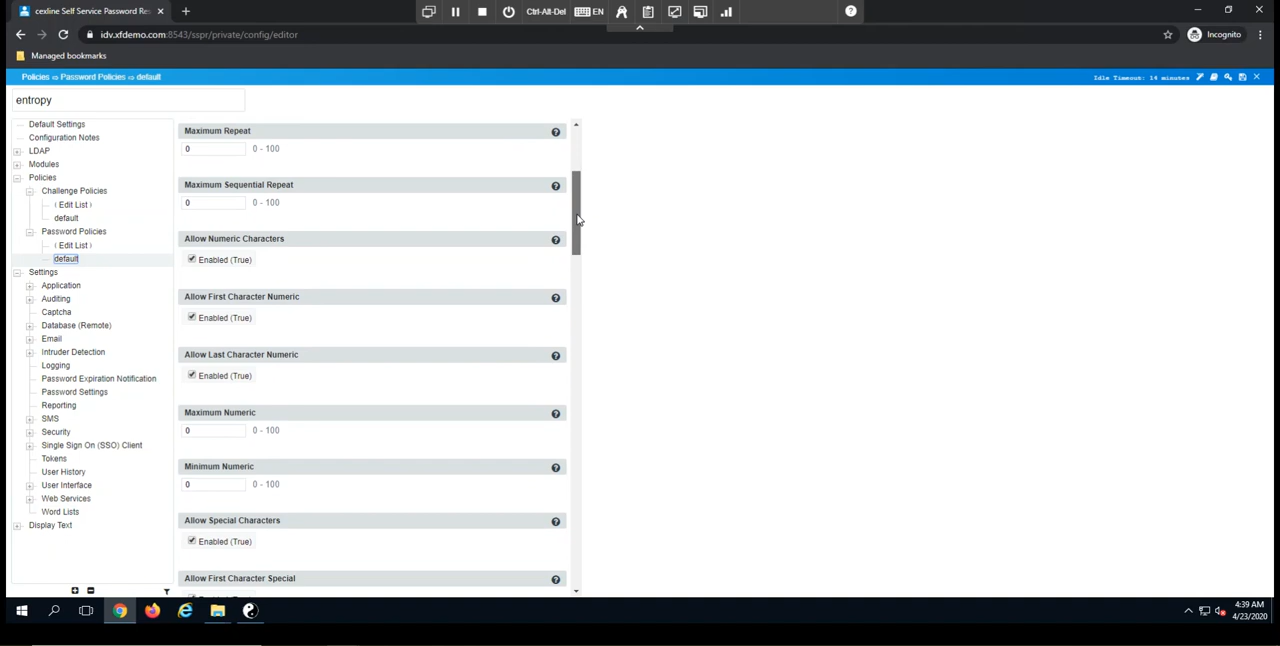 cexline Self Service Password Re
Ctrl-Alt-Del
EN
idv.xfdemo.com:8543/sspr/private/config/editor
Incognito
Managed bookmarks
Policies ⇨ Password Policies ⇨ default
Idle Timeout: 14 minutes
entropy
Default Settings
Configuration Notes
LDAP
Modules
Policies
Challenge Policies
( Edit List )
default
Password Policies
( Edit List )
default
Settings
Application
Auditing
Captcha
Database (Remote)
Email
Intruder Detection
Logging
Password Expiration Notification
Password Settings
Reporting
SMS
Security
Single Sign On (SSO) Client
Tokens
User History
User Interface
Web Services
Word Lists
Display Text
Maximum Repeat
0 0 - 100
Maximum Sequential Repeat
0 0 - 100
Allow Numeric Characters
Enabled (True)
Allow First Character Numeric
Enabled (True)
Allow Last Character Numeric
Enabled (True)
Maximum Numeric
0 0 - 100
Minimum Numeric
0 0 - 100
Allow Special Characters
Enabled (True)
Allow First Character Special
4:39 AM
4/23/2020